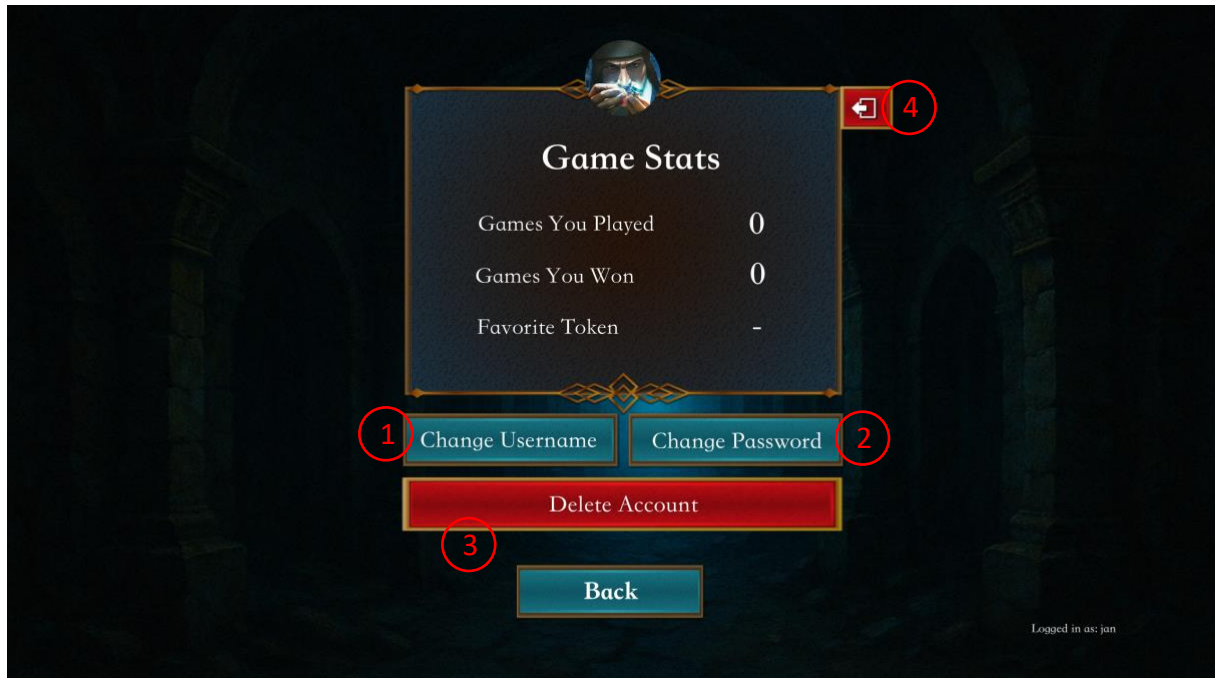 4
Game Stats
Games You Played 0
Games You Won 0
Favorite Token -
1 Change Username Change Password 2
Delete Account
3
Back
Logged in as: jan